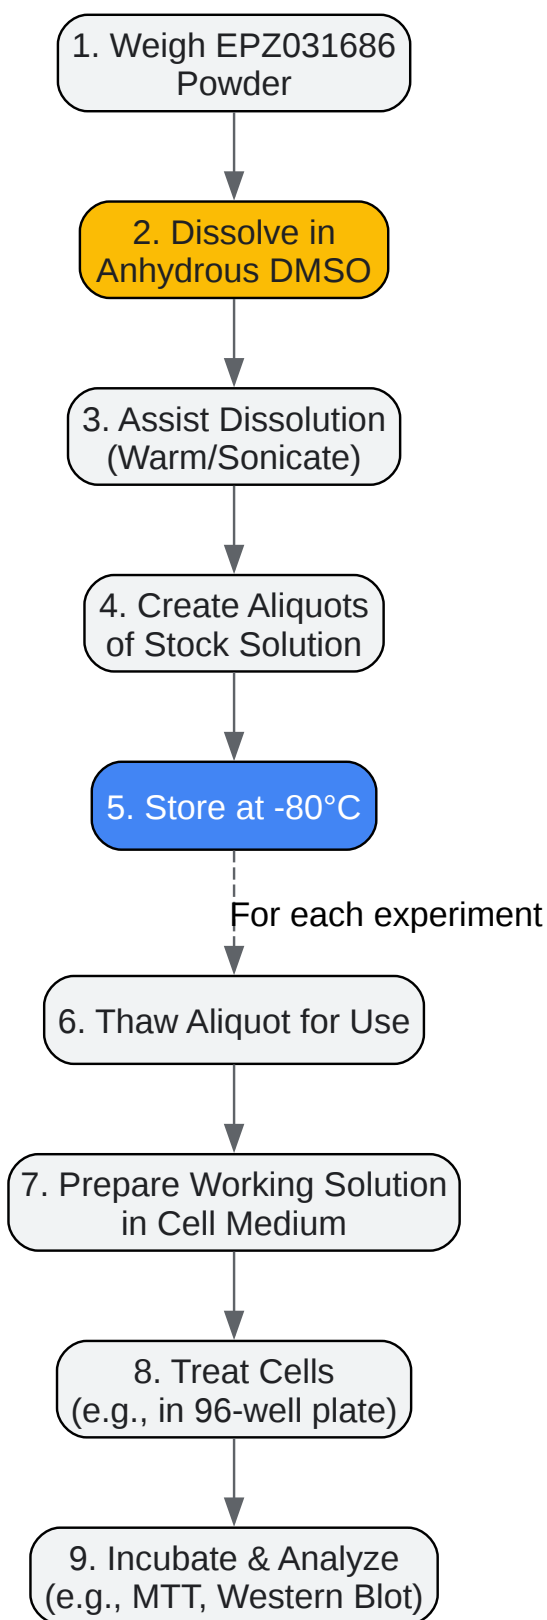 1. Weigh EPZ031686
Powder
2. Dissolve in
Anhydrous DMSO
3. Assist Dissolution
(Warm/Sonicate)
4. Create Aliquots
of Stock Solution
5. Store at -80°C
For each experiment
6. Thaw Aliquot for Use
7. Prepare Working Solution
in Cell Medium
8. Treat Cells
(e.g., in 96-well plate)
9. Incubate & Analyze
(e.g., MTT, Western Blot)